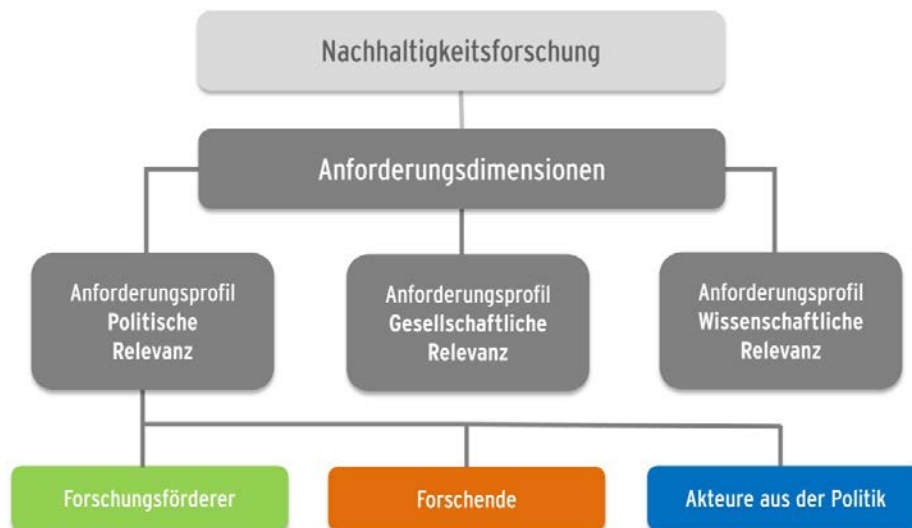 Nachhaltigkeitsforschung
Anforderungsdimensionen
Anforderungsprofil
Politische
Relevanz
Anforderungsprofil
Gesellschaftliche
Relevanz
Anforderungsprofil
Wissenschaftliche
Relevanz
Forschungsförderer
Forschende
Akteure aus der Politik